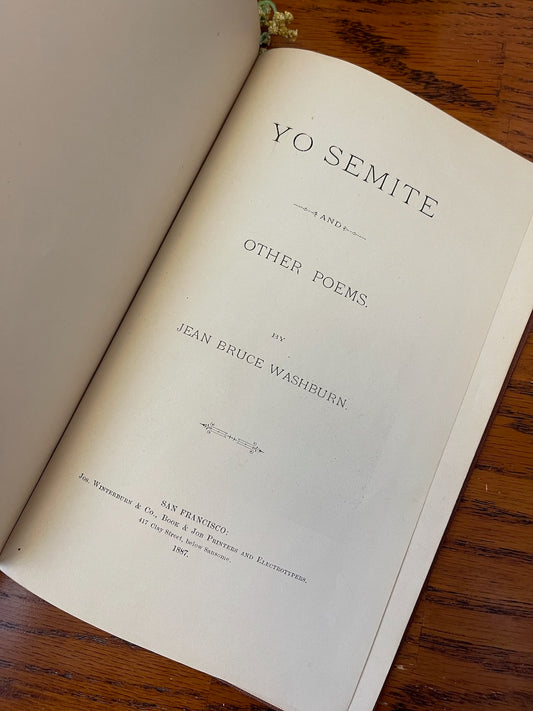 YO SEMITE
AND
OTHER POEMS.
BY
JEAN BRUCE WASHBURN.
SAN FRANCISCO:
Jos. Winterburn & Co., Book & Job Printers and Electrotypers,
417 Clay Street, below Sansome.
1887.